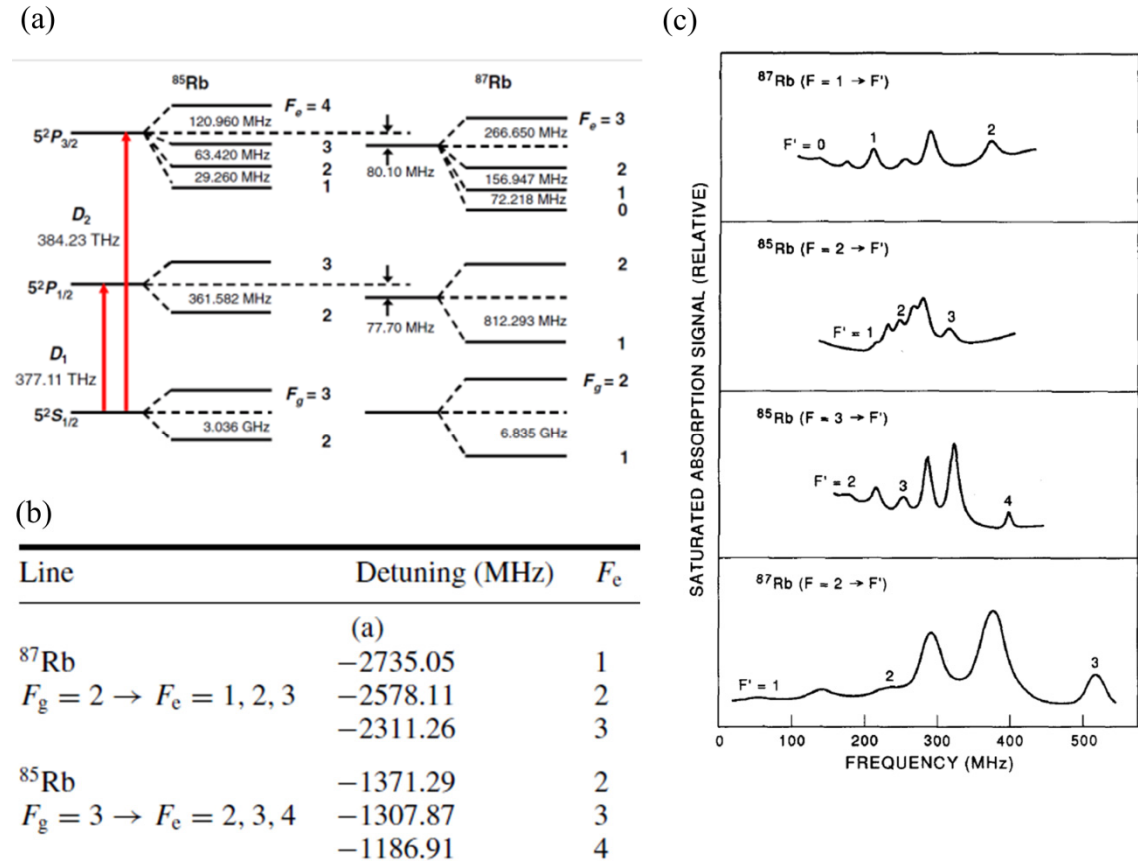 (a)
⁸⁵Rb
⁸⁷Rb
Fₑ = 4
120.960 MHz
5²P₃/₂
3
63.420 MHz
2
29.260 MHz
1
80.10 MHz
Fₑ = 3
266.650 MHz
2
156.947 MHz
1
72.218 MHz
0
D₂
384.23 THz
3
5²P₁/₂
361.582 MHz
2
77.70 MHz
2
812.293 MHz
1
D₁
377.11 THz
F_g = 3
5²S₁/₂
3.036 GHz
2
F_g = 2
6.835 GHz
1
(b)
Line Detuning (MHz) Fₑ
(a)
⁸⁷Rb −2735.05 1
F_g = 2 → Fₑ = 1, 2, 3 −2578.11 2
−2311.26 3
⁸⁵Rb −1371.29 2
F_g = 3 → Fₑ = 2, 3, 4 −1307.87 3
−1186.91 4
(c)
SATURATED ABSORPTION SIGNAL (RELATIVE)
⁸⁷Rb (F = 1 → F')
F' = 0 1 2
⁸⁵Rb (F = 2 → F')
F' = 1 2 3
⁸⁵Rb (F = 3 → F')
F' = 2 3 4
⁸⁷Rb (F = 2 → F')
F' = 1 2 3
0 100 200 300 400 500
FREQUENCY (MHz)